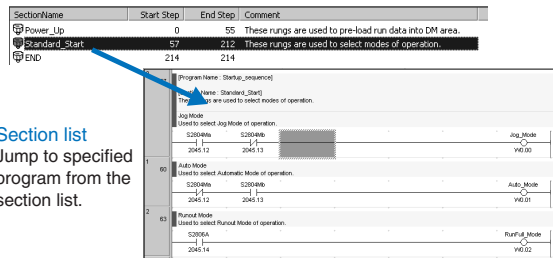 SectionName Start Step End Step Comment
Power_Up 0 55 These rungs are used to pre-load run data into DM area.
Standard_Start 57 212 These rungs are used to select modes of operation.
END 214 214
[Program Name : Startup_sequence]
Name : Standard_Start]
The rungs are used to select modes of operation.
Jog Mode
Used to select Jog Mode of operation.
S2804Ma S2804Mb Jog_Mode
2045.12 2045.13 W0.00
Section list
Jump to specified
program from the
section list.
1
60
Auto Mode
Used to select Automatic Mode of operation.
S2804Ma S2804Mb Auto_Mode
2045.12 2045.13 W0.01
2
63
Runout Mode
Used to select Runout Mode of operation.
S2806A RunFull_Mode
2045.14 W0.02